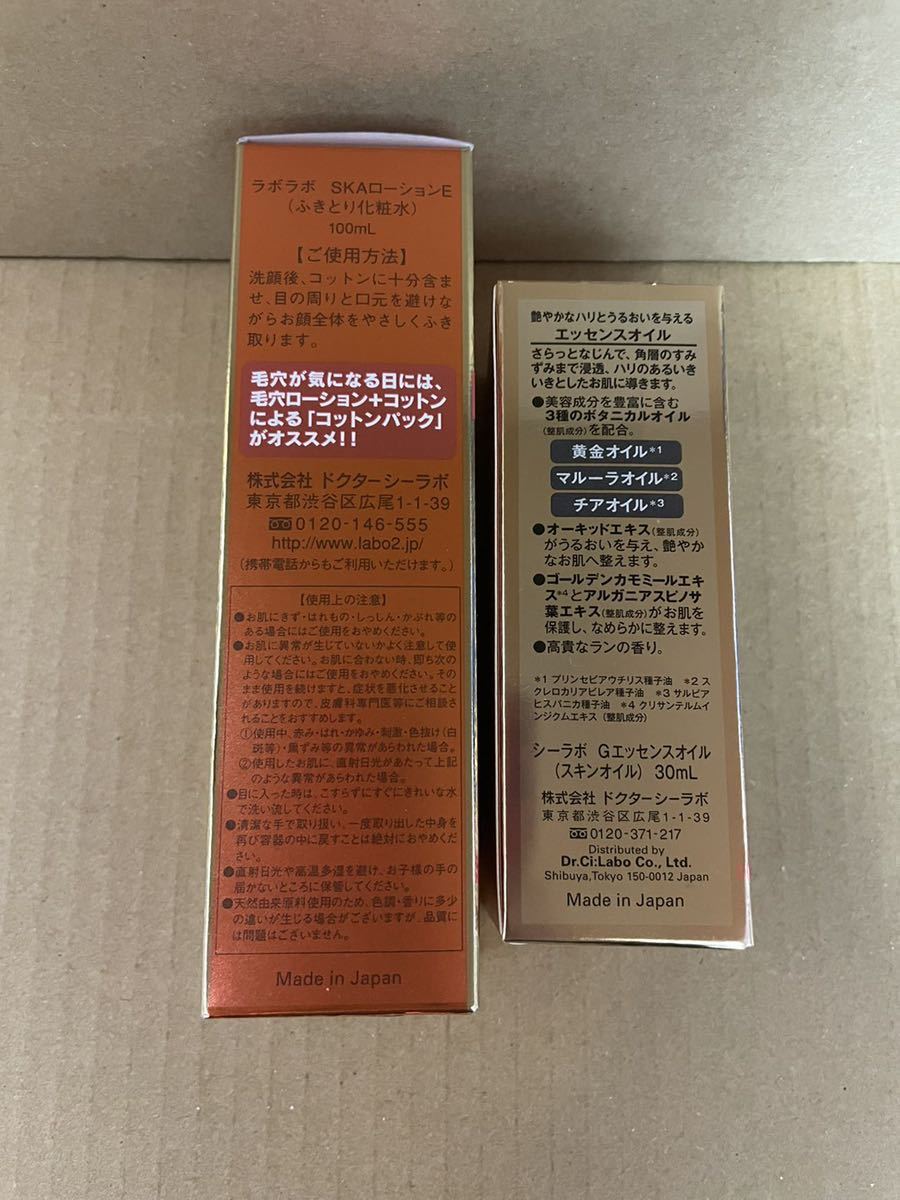 ラボラボ SKAローションE
(ふきとり化粧水)
100mL
【ご使用方法】
洗顔後、コットンに十分含ま
せ、目の周りと口元を避けな
がらお顔全体をやさしくふき
取ります。
毛穴が気になる日には、
毛穴ローション+コットン
による「コットンパック」
がオススメ!!
株式会社 ドクターシーラボ
東京都渋谷区広尾1-1-39
0120-146-555
http://www.labo2.jp/
(携帯電話からもご利用いただけます。)
【使用上の注意】
●お肌にきず・はれもの・しっしん・かぶれ等の
ある場合にはご使用をおやめください。
●お肌に異常が生じていないかよく注意して使
用してください。お肌に合わない時、即ち次の
ような場合にはご使用をおやめください。その
まま使用を続けますと、症状を悪化させること
がありますので、皮膚科専門医等にご相談さ
れることをおすすめします。
①使用中、赤み・はれ・かゆみ・刺激・色抜け(白
斑等)・黒ずみ等の異常があらわれた場合。
②使用したお肌に、直射日光があたって上記
のような異常があらわれた場合。
●目に入った時は、こすらずにすぐにきれいな水
で洗い流してください。
●清潔な手で取り扱い、一度取り出した中身を
再び容器の中に戻すことは絶対におやめくだ
さい。
●直射日光や高温多湿を避け、お子様の手の
届かないところに保管してください。
●天然由来原料使用のため、色調・香りに多少
の違いが生じる場合がございますが、品質に
は問題はございません。
Made in Japan
艶やかなハリとうるおいを与える
エッセンスオイル
さらっとなじんで、角層のすみ
ずみまで浸透、ハリのあるいき
いきとしたお肌に導きます。
●美容成分を豊富に含む
3種のボタニカルオイル
(整肌成分)を配合。
黄金オイル*1
マルーラオイル*2
チアオイル*3
●オーキッドエキス(整肌成分)
がうるおいを与え、艶やか
なお肌へ整えます。
●ゴールデンカモミールエキ
ス*4とアルガニアスピノサ
葉エキス(整肌成分)がお肌を
保護し、なめらかに整えます。
●高貴なランの香り。
*1 プリンセピアウチリス種子油 *2 ス
クレロカリアビレア種子油 *3 サルビア
ヒスパニカ種子油 *4 クリサンテルムイ
ンジクムエキス (整肌成分)
シーラボ Gエッセンスオイル
(スキンオイル) 30mL
株式会社 ドクターシーラボ
東京都渋谷区広尾1-1-39
0120-371-217
Distributed by
Dr.Ci:Labo Co., Ltd.
Shibuya,Tokyo 150-0012 Japan
Made in Japan